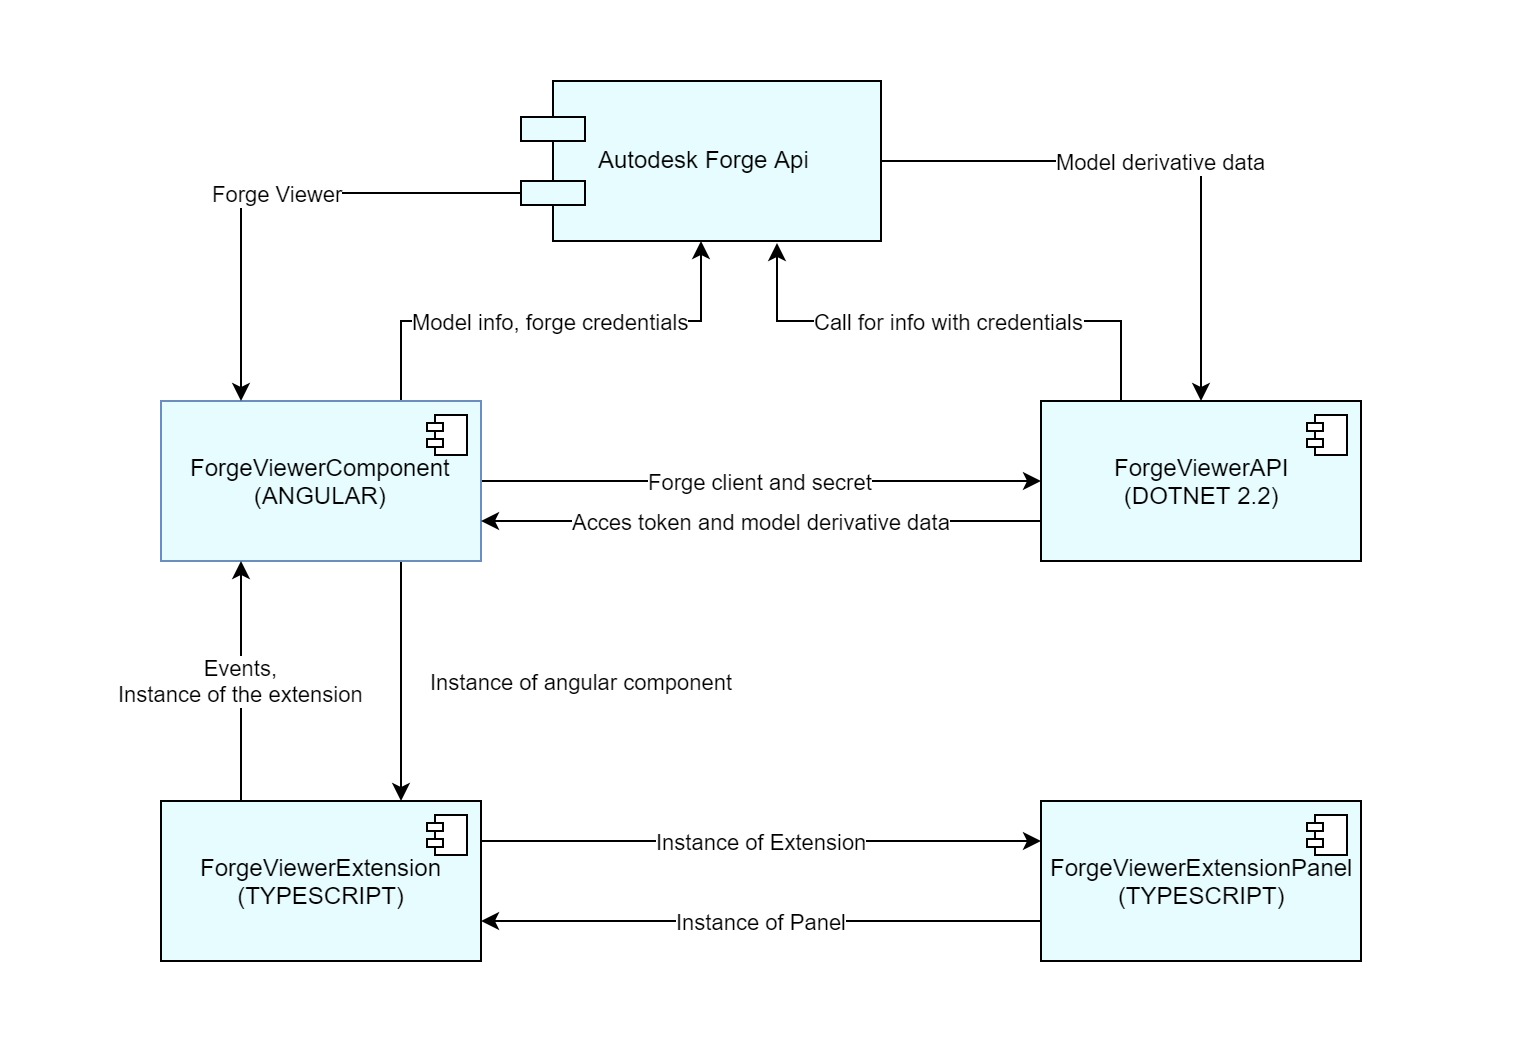 Autodesk Forge Api
Model derivative data
Forge Viewer
Model info, forge credentials
Call for info with credentials
ForgeViewerComponent
(ANGULAR)
Forge client and secret
Acces token and model derivative data
ForgeViewerAPI
(DOTNET 2.2)
Events,
Instance of the extension
Instance of angular component
ForgeViewerExtension
(TYPESCRIPT)
Instance of Extension
Instance of Panel
ForgeViewerExtensionPanel
(TYPESCRIPT)